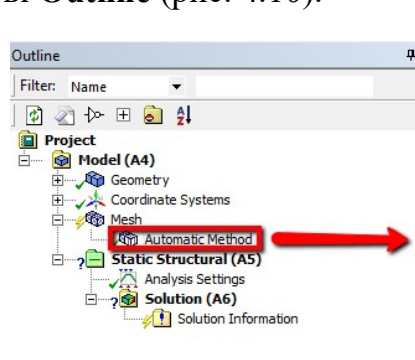 вы Outline (рис. 4.10).
Outline
Filter: Name
Project
Model (A4)
Geometry
Coordinate Systems
Mesh
Automatic Method
Static Structural (A5)
Analysis Settings
Solution (A6)
Solution Information